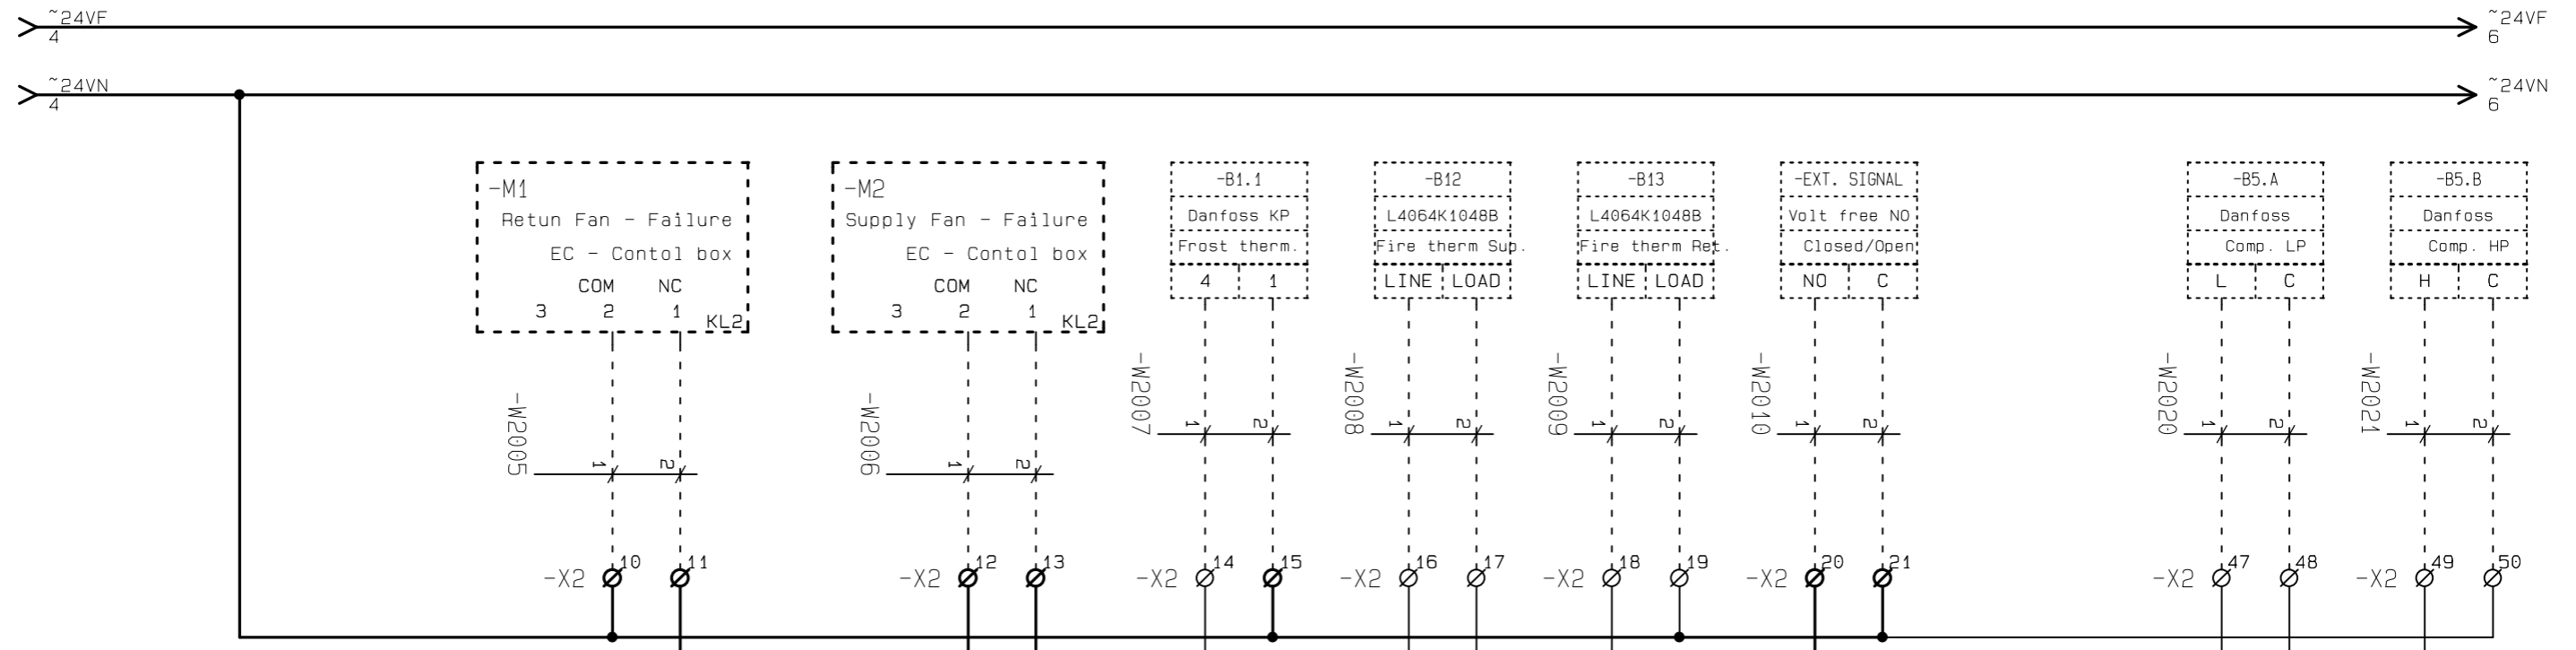 ~24VF
4
~24VF
6
~24VN
4
~24VN
6
-M1
Retun Fan - Failure
EC - Contol box
COM NC
3 2 1 KL2
-M2
Supply Fan - Failure
EC - Contol box
COM NC
3 2 1 KL2
-B1.1
Danfoss KP
Frost therm.
4 1
-B12
L4064K1048B
Fire therm Sup.
LINE LOAD
-B13
L4064K1048B
Fire therm Ret.
LINE LOAD
-EXT. SIGNAL
Volt free NO
Closed/Open
NO C
-B5.A
Danfoss
Comp. LP
L C
-B5.B
Danfoss
Comp. HP
H C
-W2005
1 2
-W2006
1 2
-W2007
1 2
-W2008
1 2
-W2009
1 2
-W2010
1 2
-W2020
1 2
-W2021
1 2
-X2 10 11
-X2 12 13
-X2 14 15
-X2 16 17
-X2 18 19
-X2 20 21
-X2 47 48
-X2 49 50